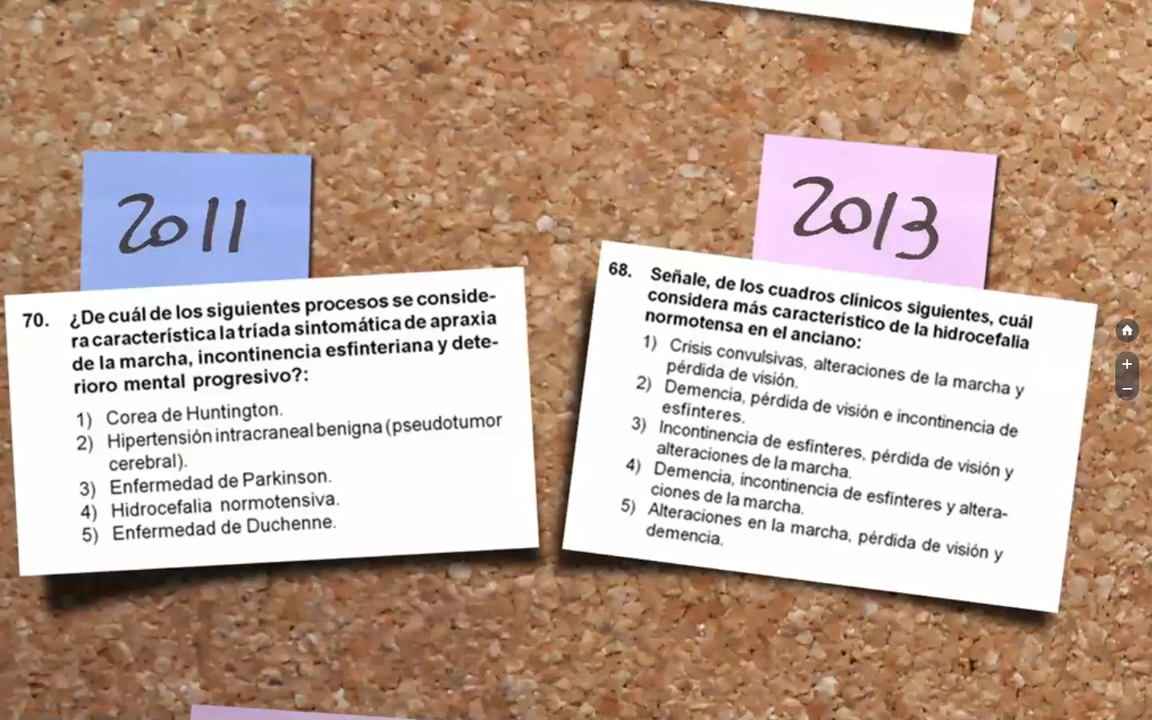 2011
70. ¿De cuál de los siguientes procesos se conside-
ra característica la tríada sintomática de apraxia
de la marcha, incontinencia esfinteriana y dete-
rioro mental progresivo?:
1) Corea de Huntington.
2) Hipertensión intracraneal benigna (pseudotumor
cerebral).
3) Enfermedad de Parkinson.
4) Hidrocefalia normotensiva.
5) Enfermedad de Duchenne.
2013
68. Señale, de los cuadros clínicos siguientes, cuál
considera más característico de la hidrocefalia
normotensa en el anciano:
1) Crisis convulsivas, alteraciones de la marcha y
pérdida de visión.
2) Demencia, pérdida de visión e incontinencia de
esfínteres.
3) Incontinencia de esfínteres, pérdida de visión y
alteraciones de la marcha.
4) Demencia, incontinencia de esfínteres y altera-
ciones de la marcha.
5) Alteraciones en la marcha, pérdida de visión y
demencia.